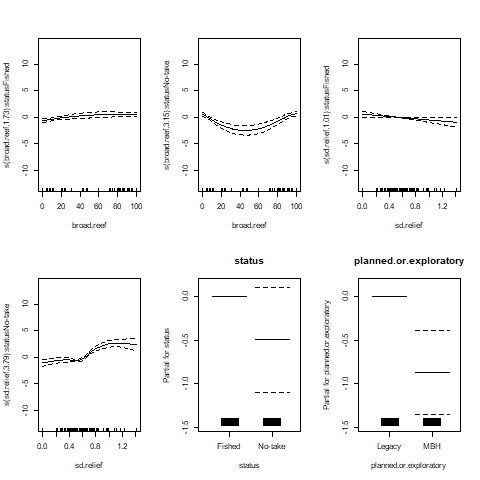 s(broad.reef,1.73):statusFished
10
5
0
-5
-10
0 20 40 60 80 100
broad.reef
s(broad.reef,3.15):statusNo-take
10
5
0
-5
-10
0 20 40 60 80 100
broad.reef
s(sd.relief,1.01):statusFished
10
5
0
-5
-10
0.0 0.4 0.8 1.2
sd.relief
s(sd.relief,3.79):statusNo-take
10
5
0
-5
-10
0.0 0.4 0.8 1.2
sd.relief
status
Partial for status
0.0
-0.5
-1.0
-1.5
Fished No-take
status
planned.or.exploratory
Partial for planned.or.exploratory
0.0
-0.5
-1.0
-1.5
Legacy MBH
planned.or.exploratory